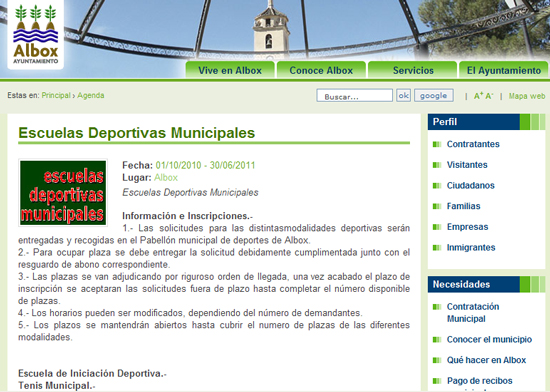 Albox
AYUNTAMIENTO
Vive en Albox
Conoce Albox
Servicios
El Ayuntamiento
Estas en: Principal › Agenda
Buscar...
ok
google
| A+ A- | Mapa web
Escuelas Deportivas Municipales
escuelas
deportivas
municipales
Fecha: 01/10/2010 - 30/06/2011
Lugar: Albox
Escuelas Deportivas Municipales
Información e Inscripciones.-
1.- Las solicitudes para las distintasmodalidades deportivas serán
entregadas y recogidas en el Pabellón municipal de deportes de Albox.
2.- Para ocupar plaza se debe entregar la solicitud debidamente cumplimentada junto con el
resguardo de abono correspondiente.
3.- Las plazas se van adjudicando por riguroso orden de llegada, una vez acabado el plazo de
inscripción se aceptaran las solicitudes fuera de plazo hasta completar el número disponible
de plazas.
4.- Los horarios pueden ser modificados, dependiendo del número de demandantes.
5.- Los plazos se mantendrán abiertos hasta cubrir el numero de plazas de las diferentes
modalidades.
Escuela de Iniciación Deportiva.-
Tenis Municipal.-
Perfil
Contratantes
Visitantes
Ciudadanos
Familias
Empresas
Inmigrantes
Necesidades
Contratación
Municipal
Conocer el municipio
Qué hacer en Albox
Pago de recibos